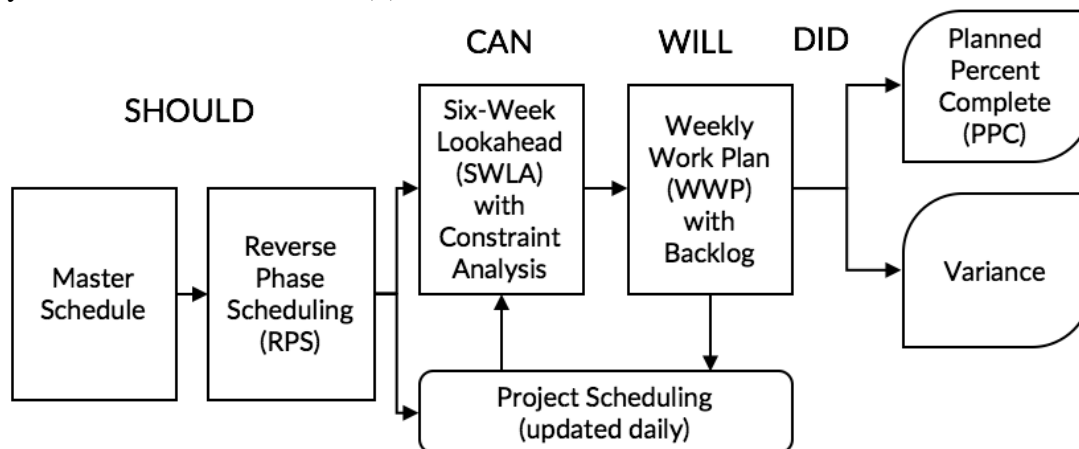 SHOULD
CAN
WILL
DID
Master
Schedule
Reverse
Phase
Scheduling
(RPS)
Six-Week
Lookahead
(SWLA)
with
Constraint
Analysis
Weekly
Work Plan
(WWP)
with
Backlog
Project Scheduling
(updated daily)
Planned
Percent
Complete
(PPC)
Variance